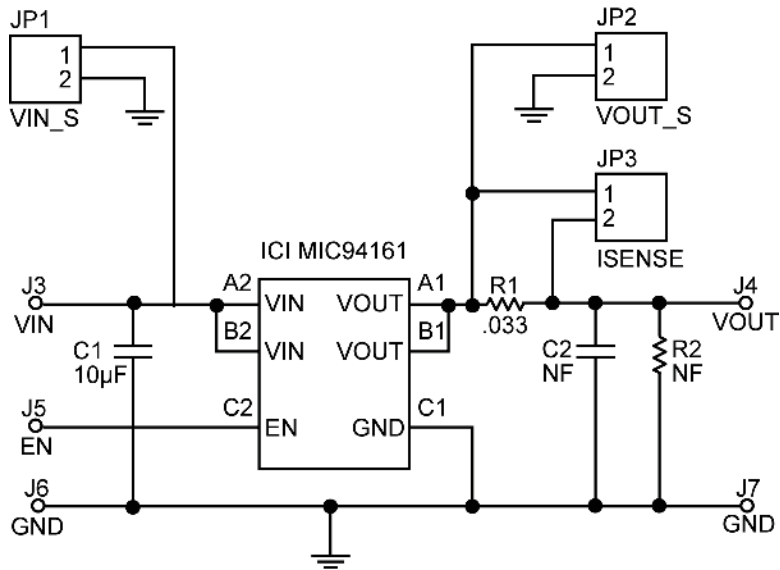 JP1
1
2
VIN_S
JP2
1
2
VOUT_S
JP3
1
2
ISENSE
ICI MIC94161
J3
VIN
A2
VIN
VOUT
A1
R1
.033
J4
VOUT
B2
VIN
VOUT
B1
C1
10µF
C2
NF
R2
NF
J5
EN
C2
EN
GND
C1
J6
GND
J7
GND